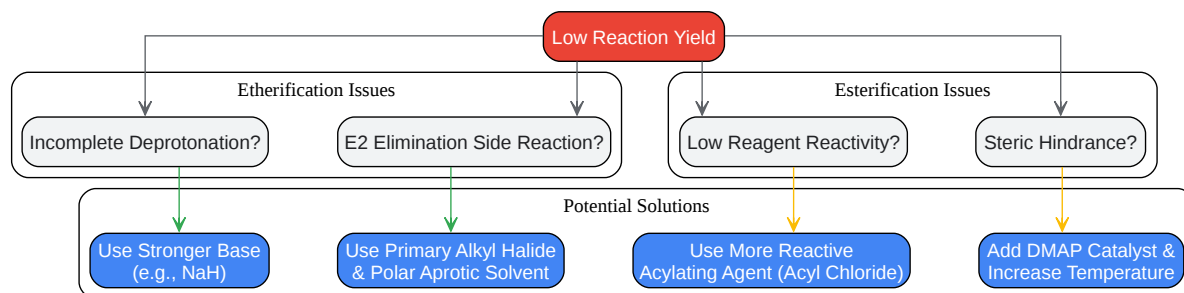 Low Reaction Yield
Etherification Issues
Esterification Issues
Incomplete Deprotonation?
E2 Elimination Side Reaction?
Low Reagent Reactivity?
Steric Hindrance?
Potential Solutions
Use Stronger Base
(e.g., NaH)
Use Primary Alkyl Halide
& Polar Aprotic Solvent
Use More Reactive
Acylating Agent (Acyl Chloride)
Add DMAP Catalyst &
Increase Temperature